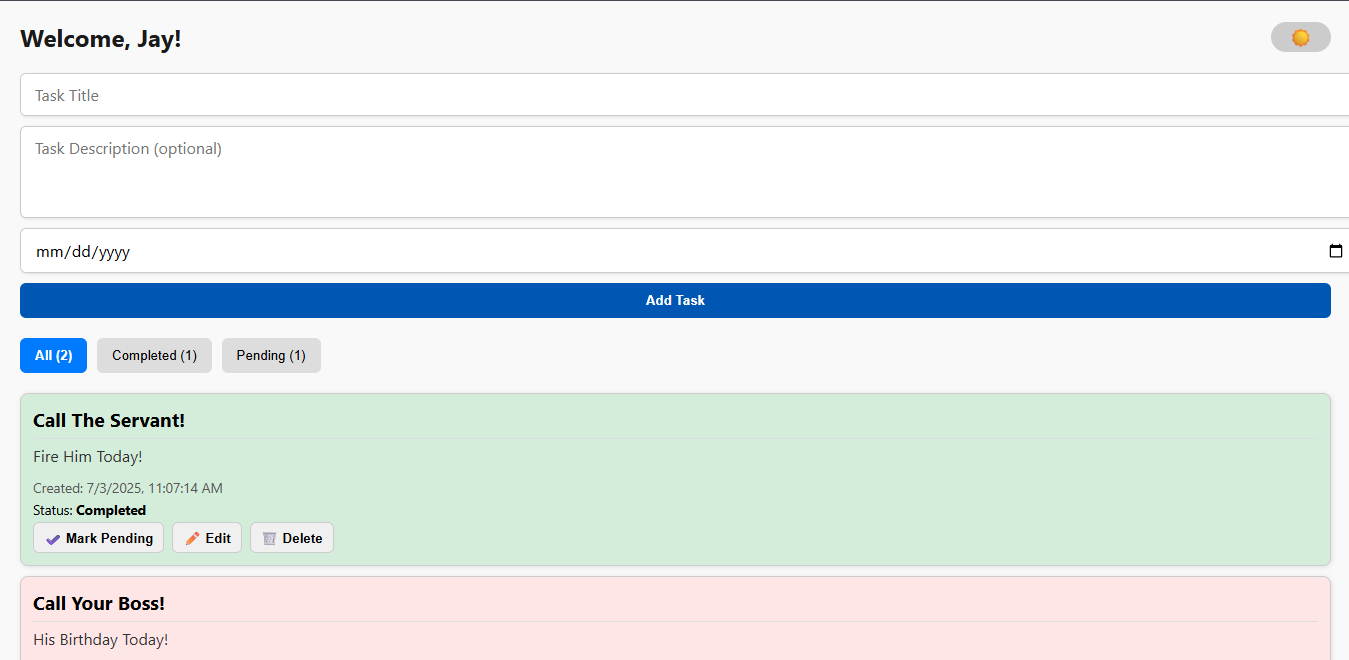 Welcome, Jay!
Task Title
Task Description (optional)
mm/dd/yyyy
Add Task
All (2) Completed (1) Pending (1)
Call The Servant!
Fire Him Today!
Created: 7/3/2025, 11:07:14 AM
Status: Completed
Mark Pending Edit Delete
Call Your Boss!
His Birthday Today!